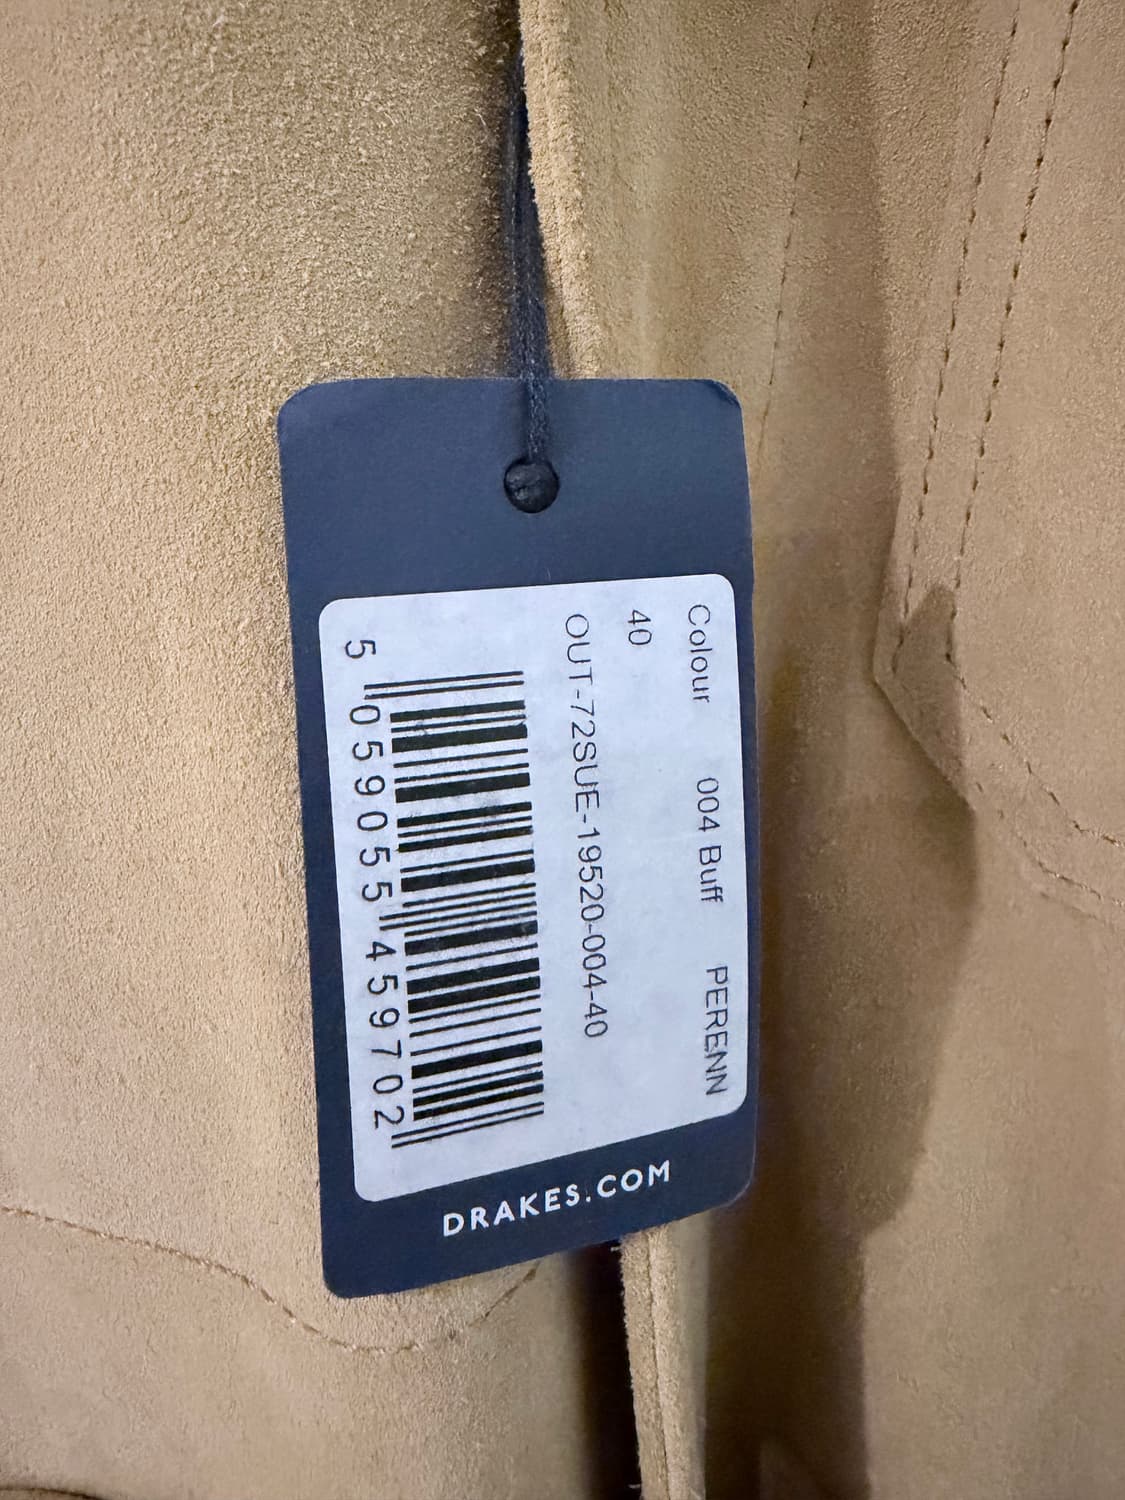 Colour 004 Buff PERENN
40
OUT-72SUE-19520-004-40
5 059055 459702
DRAKES.COM